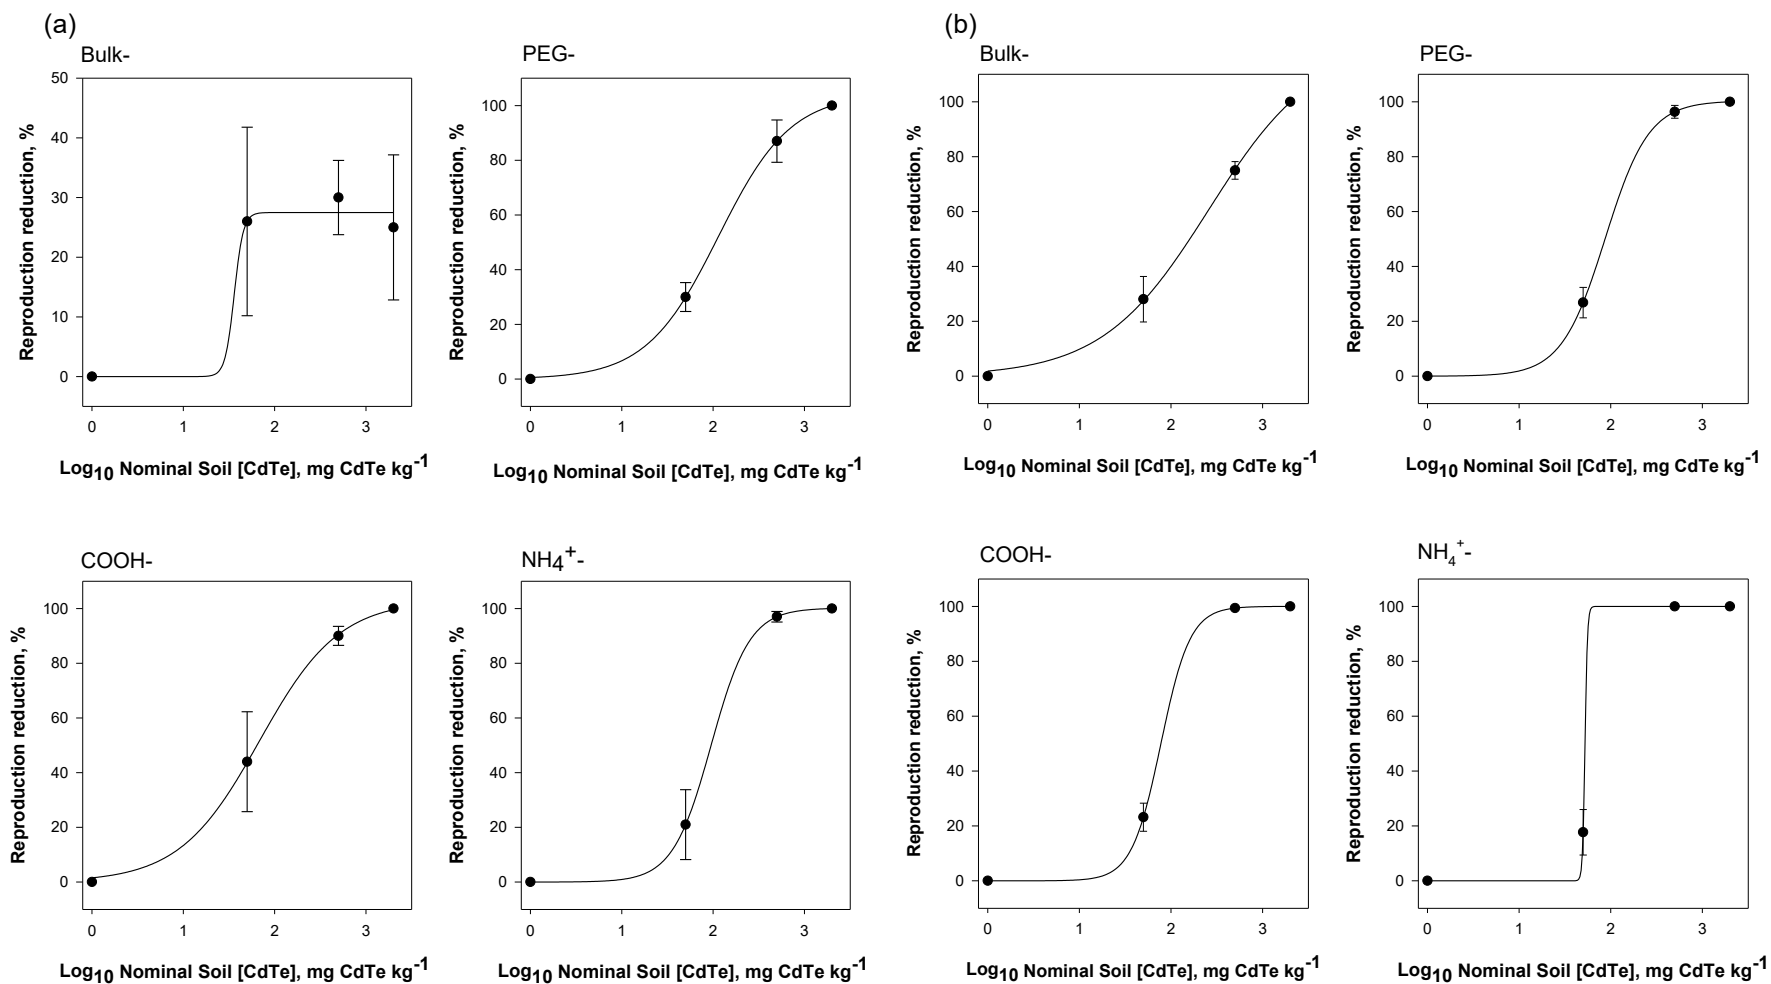 (a)
Bulk-
Reproduction reduction, %
50
40
30
20
10
0
0 1 2 3
Log10 Nominal Soil [CdTe], mg CdTe kg-1
PEG-
Reproduction reduction, %
100
80
60
40
20
0
0 1 2 3
Log10 Nominal Soil [CdTe], mg CdTe kg-1
COOH-
Reproduction reduction, %
100
80
60
40
20
0
0 1 2 3
Log10 Nominal Soil [CdTe], mg CdTe kg-1
NH4+-
Reproduction reduction, %
100
80
60
40
20
0
0 1 2 3
Log10 Nominal Soil [CdTe], mg CdTe kg-1
(b)
Bulk-
Reproduction reduction, %
100
80
60
40
20
0
0 1 2 3
Log10 Nominal Soil [CdTe], mg CdTe kg-1
PEG-
Reproduction reduction, %
100
80
60
40
20
0
0 1 2 3
Log10 Nominal Soil [CdTe], mg CdTe kg-1
COOH-
Reproduction reduction, %
100
80
60
40
20
0
0 1 2 3
Log10 Nominal Soil [CdTe], mg CdTe kg-1
NH4+-
Reproduction reduction, %
100
80
60
40
20
0
0 1 2 3
Log10 Nominal Soil [CdTe], mg CdTe kg-1